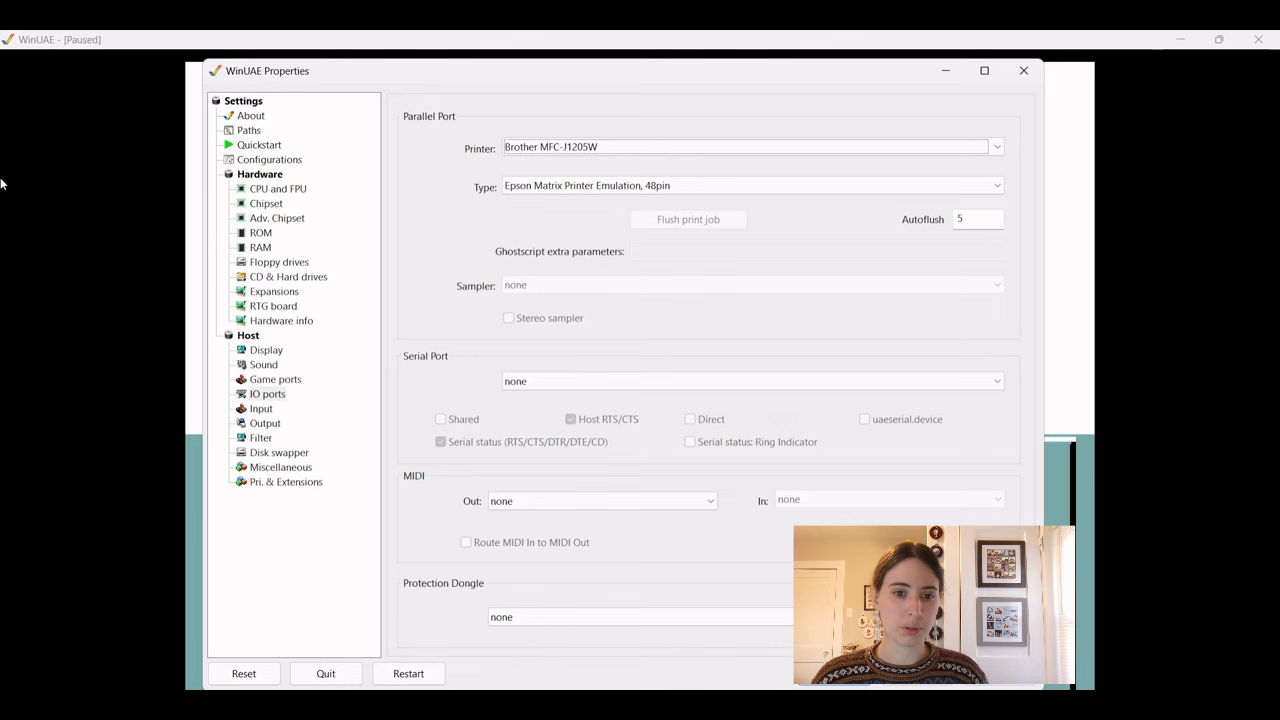 WinUAE - [Paused]
WinUAE Properties
Settings
About
Paths
Quickstart
Configurations
Hardware
CPU and FPU
Chipset
Adv. Chipset
ROM
RAM
Floppy drives
CD & Hard drives
Expansions
RTG board
Hardware info
Host
Display
Sound
Game ports
IO ports
Input
Output
Filter
Disk swapper
Miscellaneous
Pri. & Extensions
Parallel Port
Printer: Brother MFC-J1205W
Type: Epson Matrix Printer Emulation, 48pin
Flush print job Autoflush 5
Ghostscript extra parameters:
Sampler: none
Stereo sampler
Serial Port
none
Shared Host RTS/CTS Direct uaeserial.device
Serial status (RTS/CTS/DTR/DTE/CD) Serial status: Ring Indicator
MIDI
Out: none In: none
Route MIDI In to MIDI Out
Protection Dongle
none
Reset Quit Restart